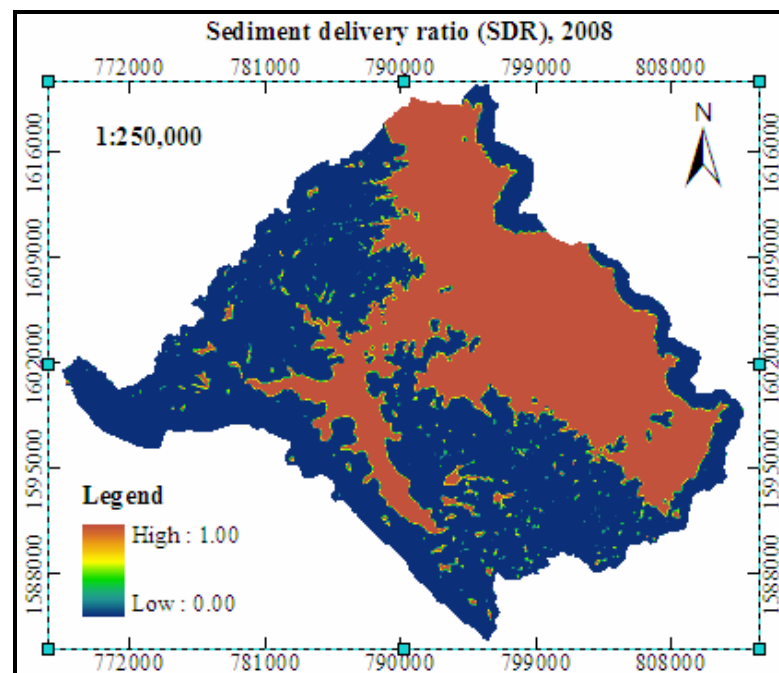 Sediment delivery ratio (SDR), 2008
772000 781000 790000 799000 808000
1:250,000
N
1616000 1616000
1609000 1609000
1602000 1602000
1595000 1595000
1588000 1588000
Legend
High : 1.00
Low : 0.00
772000 781000 790000 799000 808000